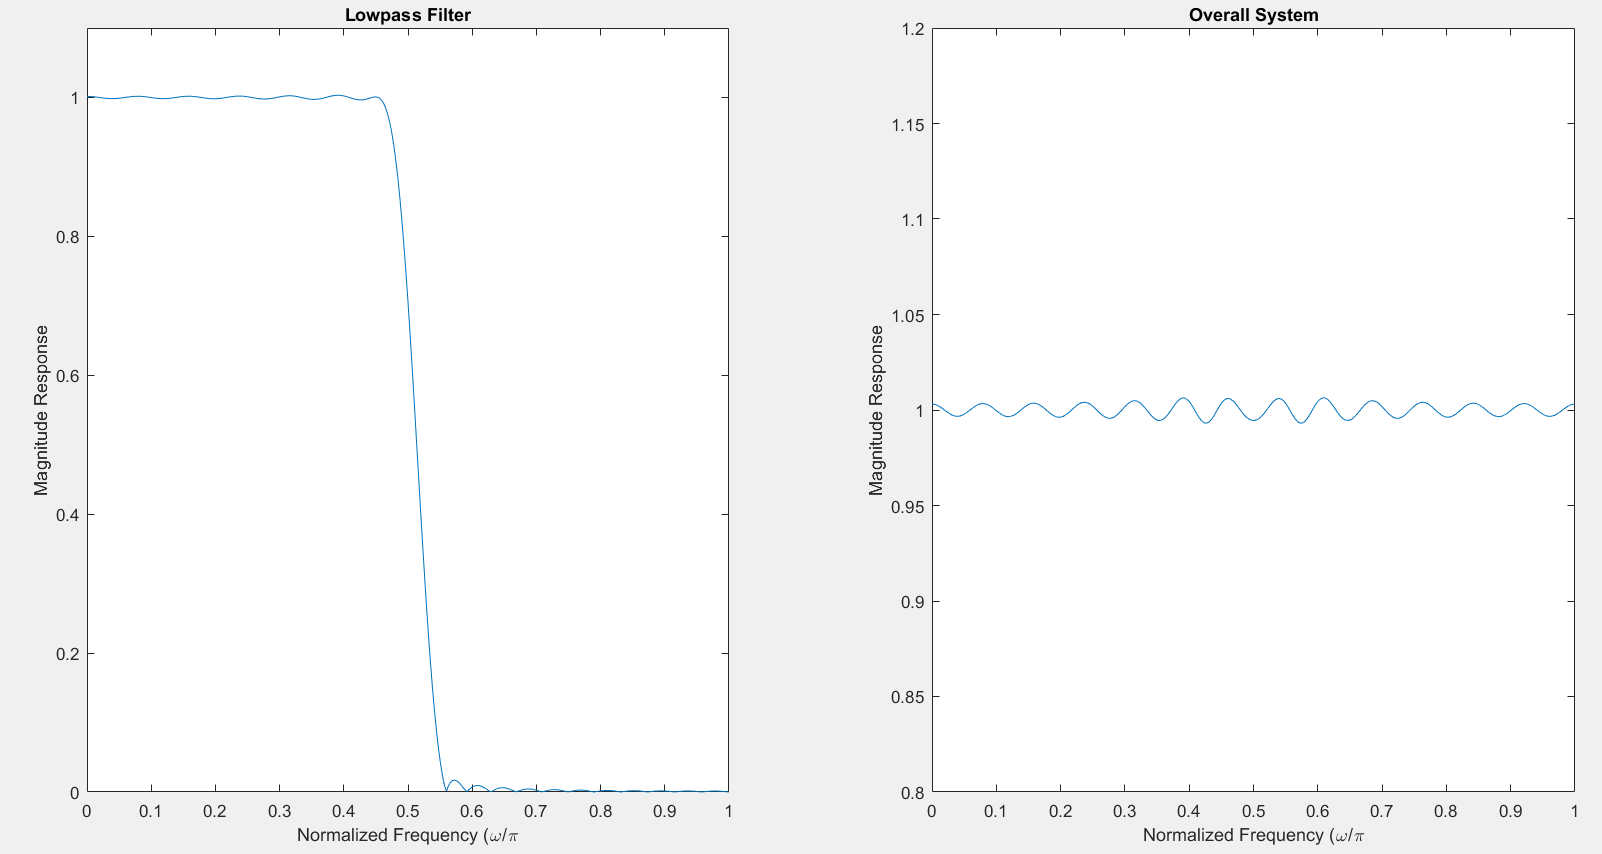 Lowpass Filter
Magnitude Response
1
0.8
0.6
0.4
0.2
0
0 0.1 0.2 0.3 0.4 0.5 0.6 0.7 0.8 0.9 1
Normalized Frequency (ω/π
Overall System
Magnitude Response
1.2
1.15
1.1
1.05
1
0.95
0.9
0.85
0.8
0 0.1 0.2 0.3 0.4 0.5 0.6 0.7 0.8 0.9 1
Normalized Frequency (ω/π